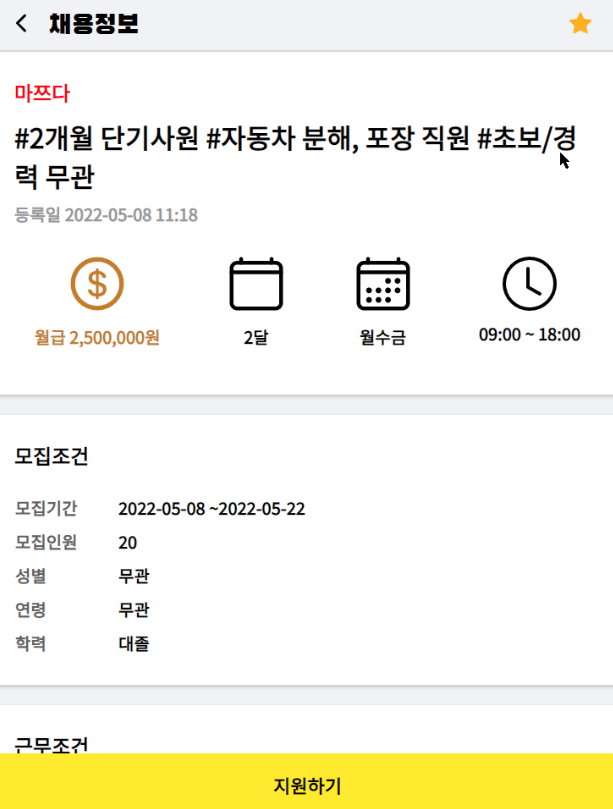 채용정보
마쯔다
#2개월 단기사원 #자동차 분해, 포장 직원 #초보/경
력 무관
등록일 2022-05-08 11:18
월급 2,500,000원 2달 월수금 09:00 ~ 18:00
모집조건
모집기간 2022-05-08 ~2022-05-22
모집인원 20
성별 무관
연령 무관
학력 대졸
근무조건
지원하기